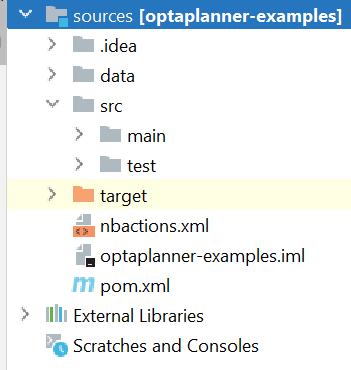 sources [optaplanner-examples]
.idea
data
src
main
test
target
nbactions.xml
optaplanner-examples.iml
pom.xml
External Libraries
Scratches and Consoles